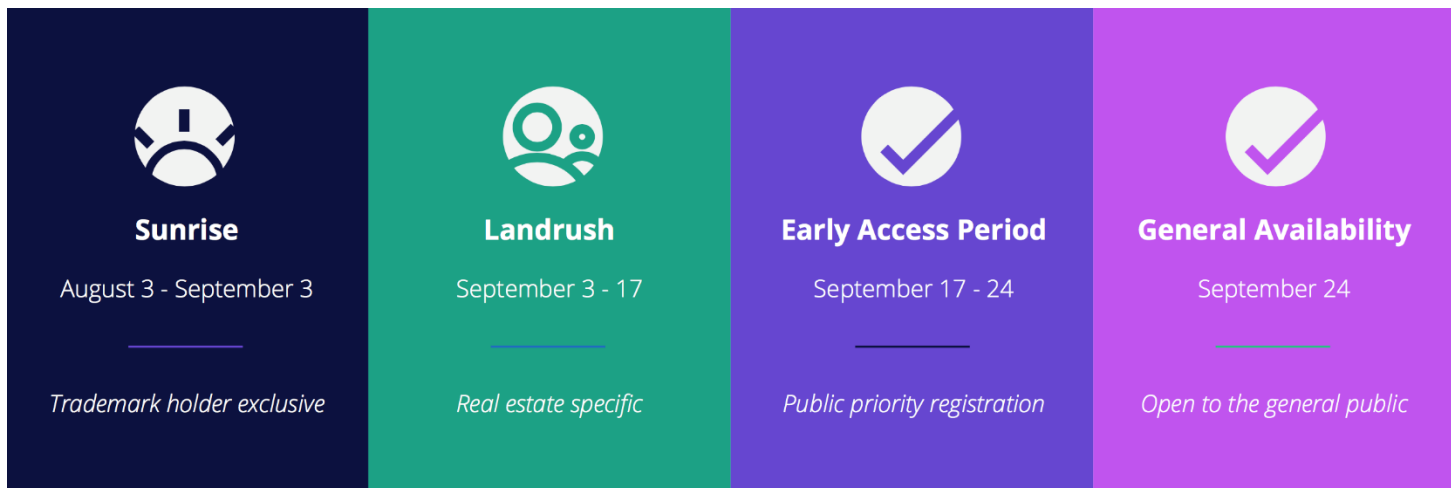 Sunrise
August 3 - September 3
Trademark holder exclusive
Landrush
September 3 - 17
Real estate specific
Early Access Period
September 17 - 24
Public priority registration
General Availability
September 24
Open to the general public